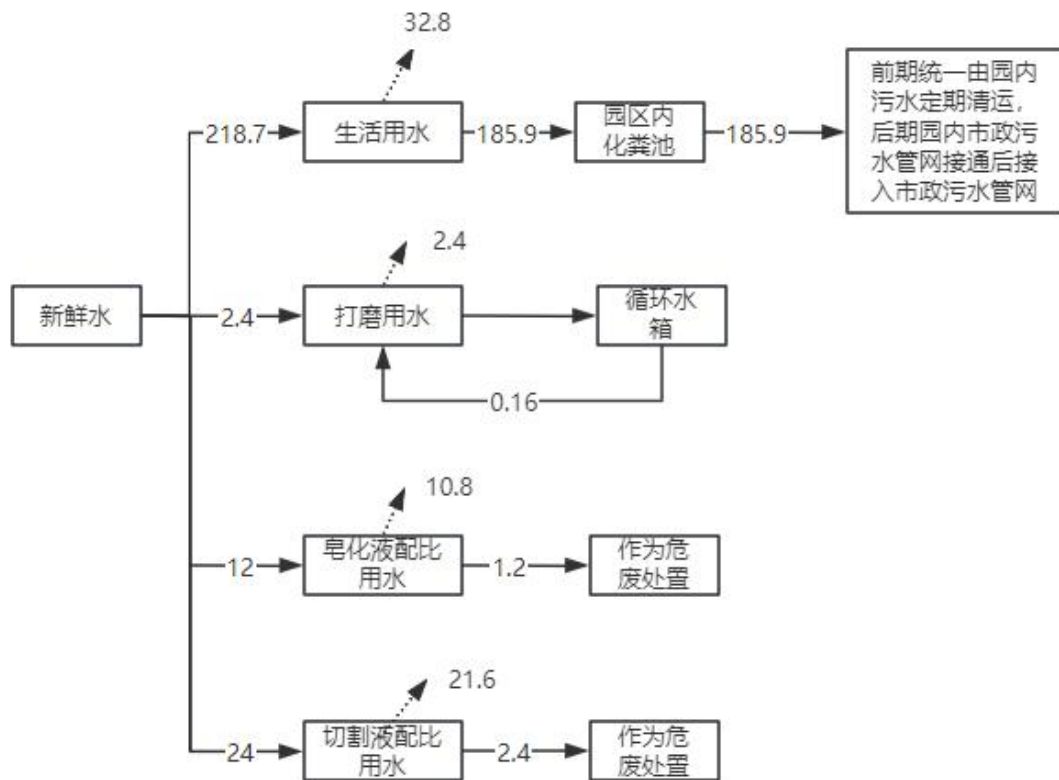 32.8
218.7
生活用水
185.9
园区内
化粪池
185.9
前期统一由园内
污水定期清运,
后期园内市政污
水管网接通后接
入市政污水管网
2.4
新鲜水
2.4
打磨用水
循环水
箱
0.16
10.8
12
皂化液配比
用水
1.2
作为危
废处置
21.6
24
切割液配比
用水
2.4
作为危
废处置